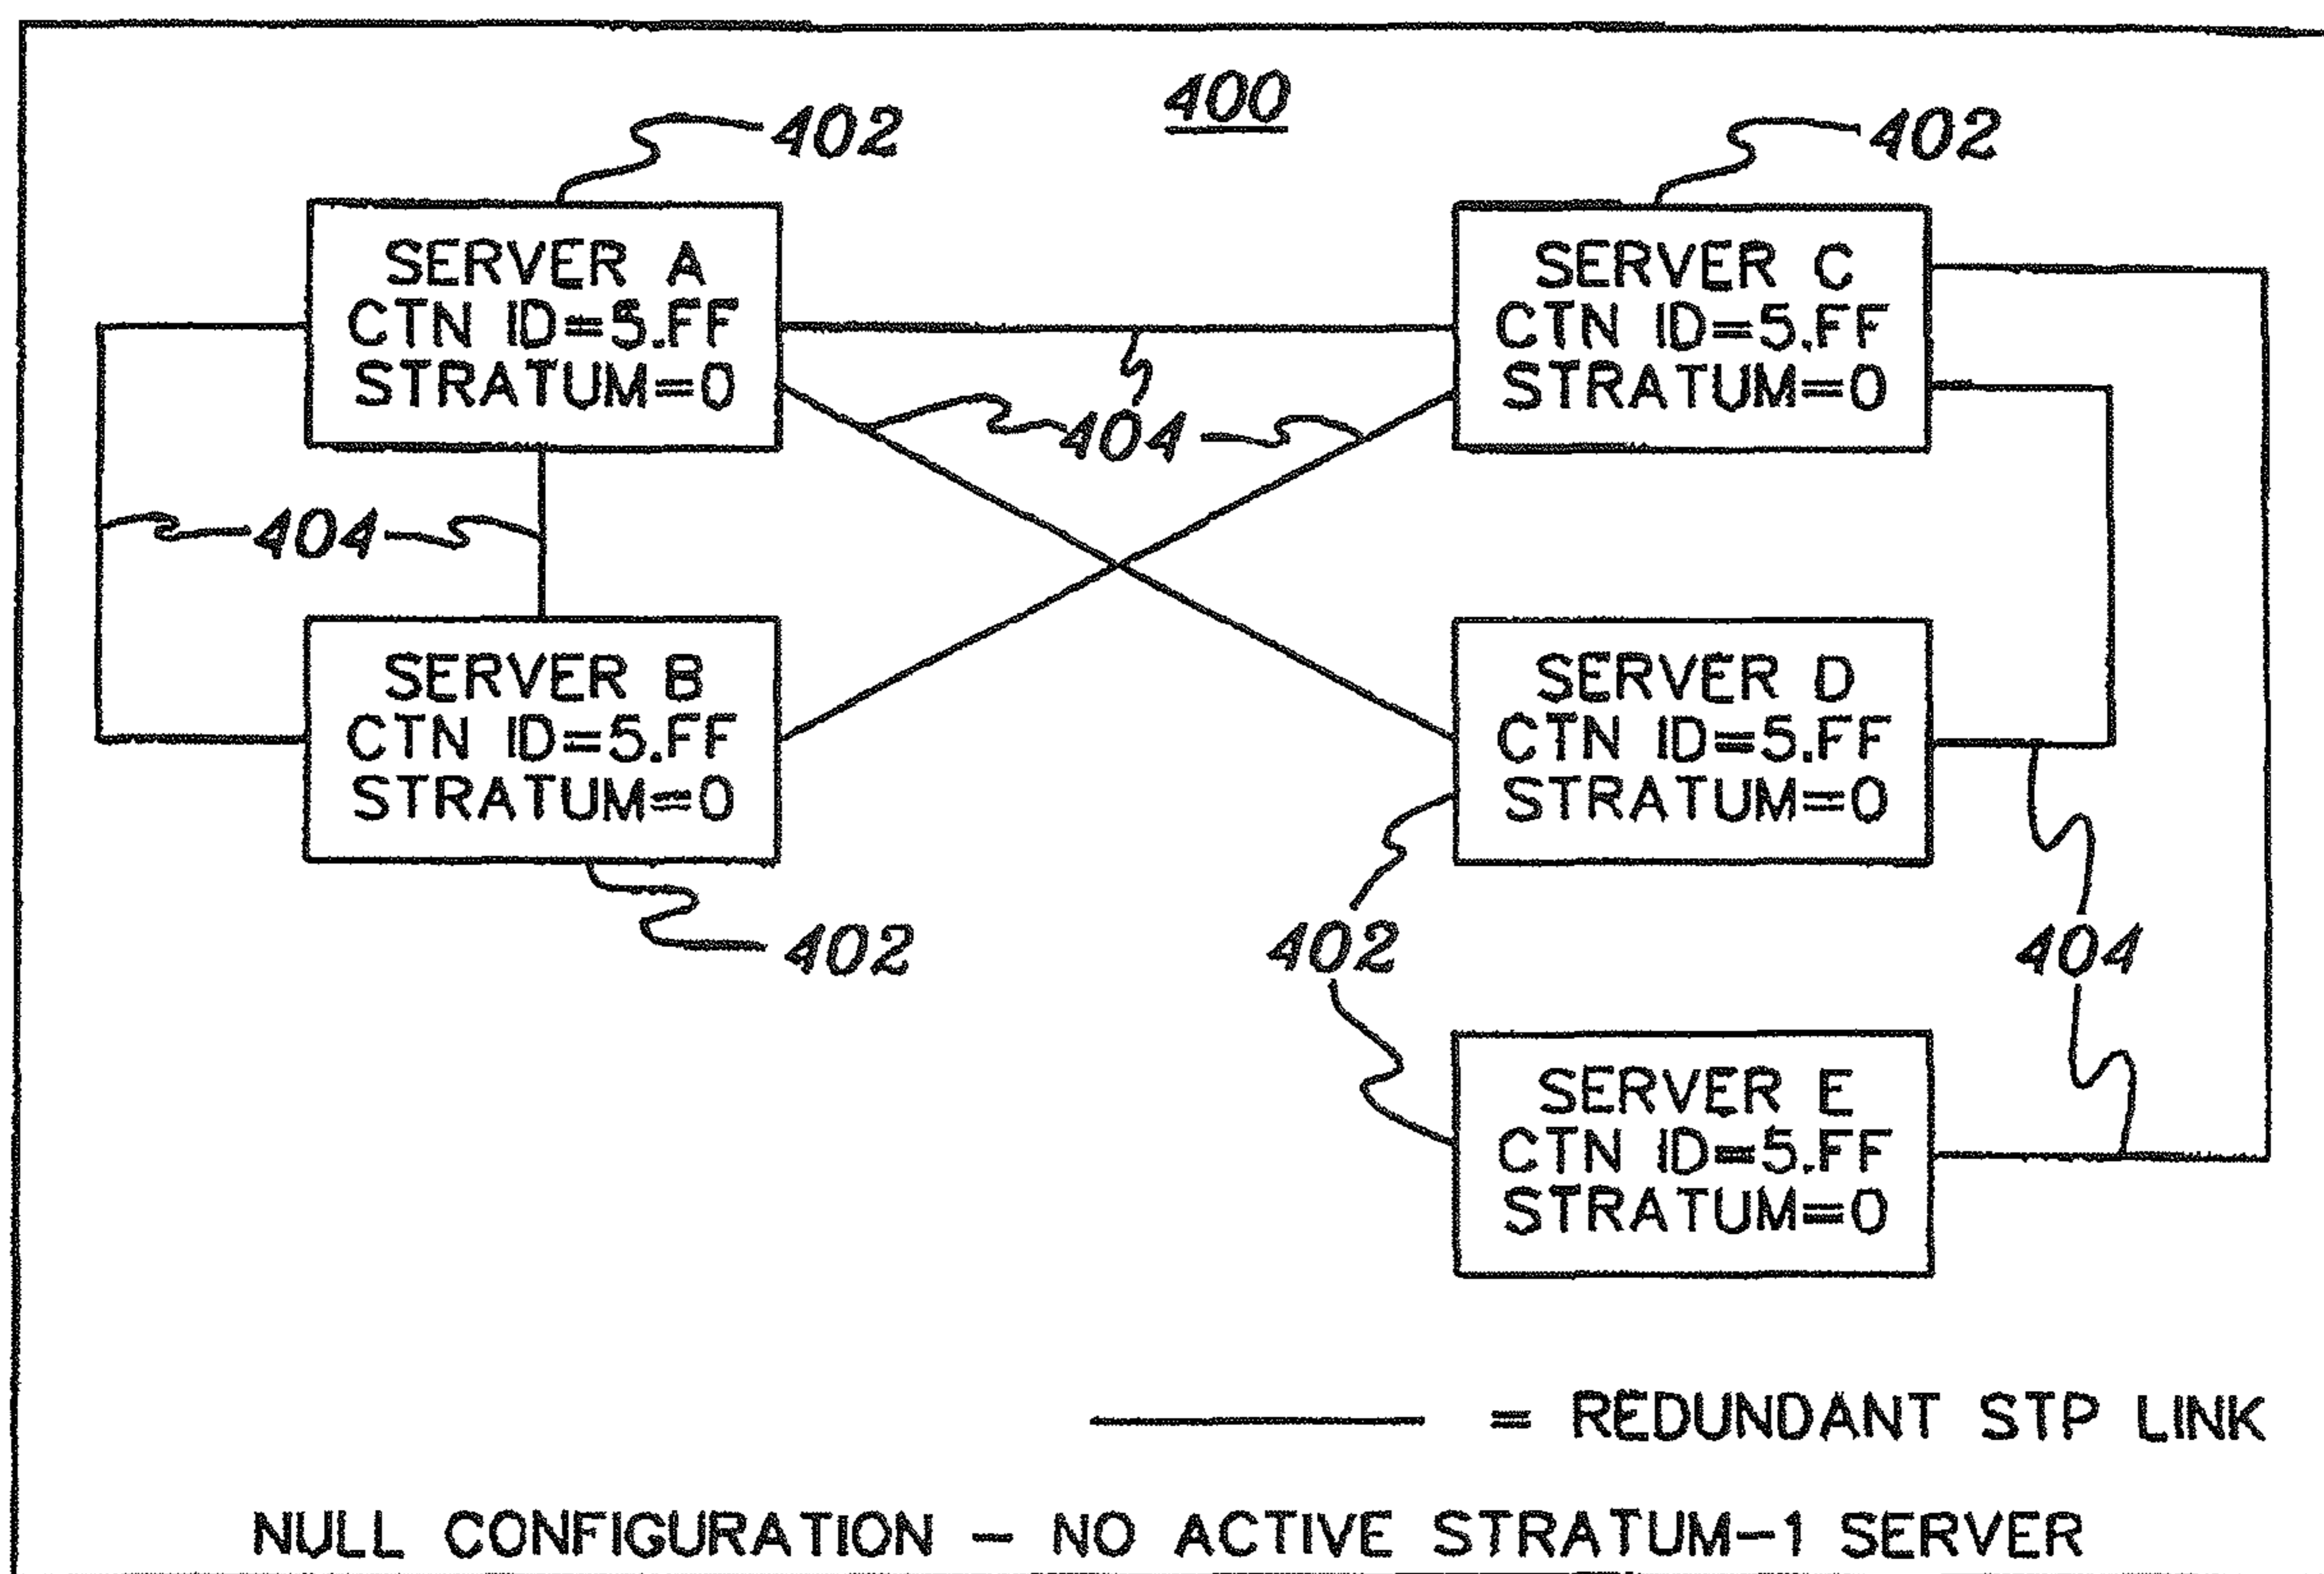 400
402
402
SERVER A
CTN ID=5.FF
STRATUM=0
SERVER C
CTN ID=5.FF
STRATUM=0
404
404
SERVER B
CTN ID=5.FF
STRATUM=0
SERVER D
CTN ID=5.FF
STRATUM=0
402
402
404
SERVER E
CTN ID=5.FF
STRATUM=0
= REDUNDANT STP LINK
NULL CONFIGURATION – NO ACTIVE STRATUM–1 SERVER